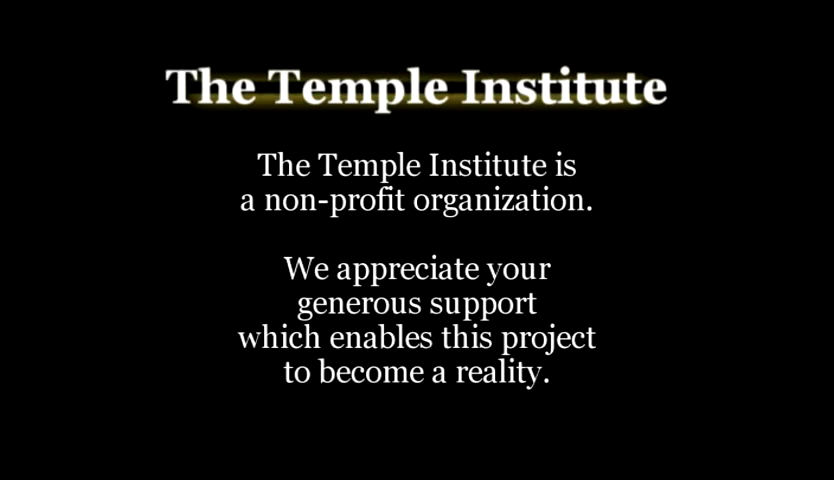 The Temple Institute
The Temple Institute is
a non-profit organization.
We appreciate your
generous support
which enables this project
to become a reality.